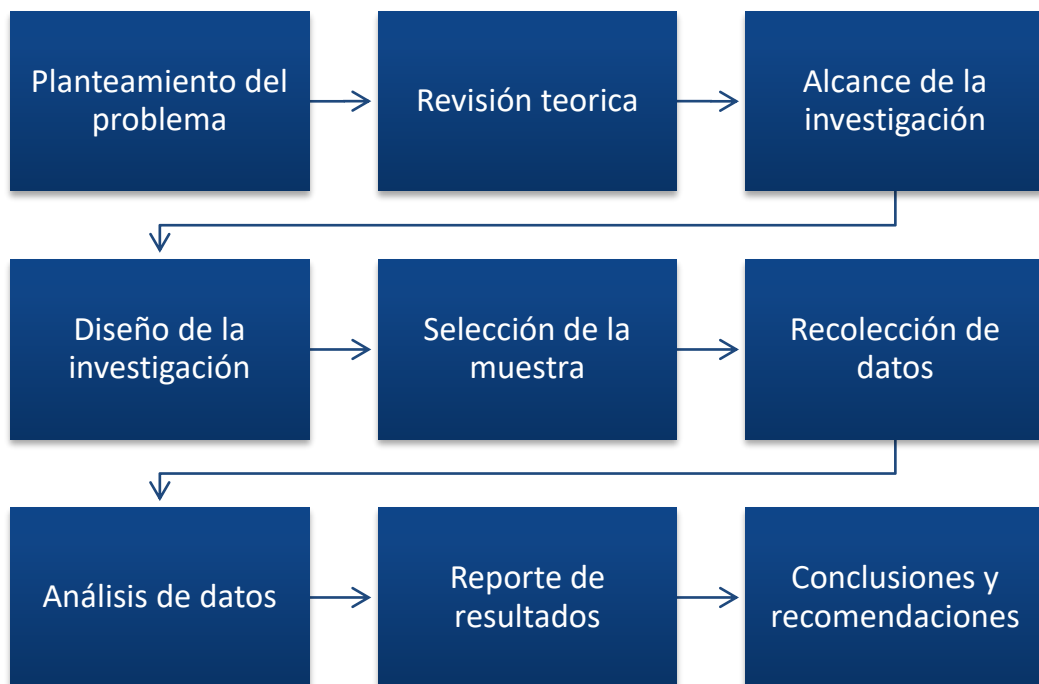 Planteamiento del
problema
Revisión teorica
Alcance de la
investigación
Diseño de la
investigación
Selección de la
muestra
Recolección de
datos
Análisis de datos
Reporte de
resultados
Conclusiones y
recomendaciones